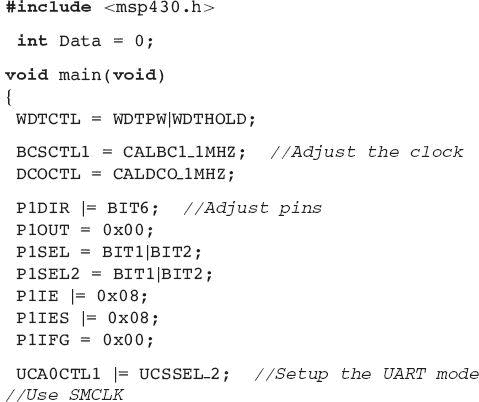 #include <msp430.h>
int Data = 0;
void main(void)
{
WDTCTL = WDTPW|WDTHOLD;
BCSCTL1 = CALBC1_1MHZ; //Adjust the clock
DCOCTL = CALDCO_1MHZ;
P1DIR |= BIT6; //Adjust pins
P1OUT = 0x00;
P1SEL = BIT1|BIT2;
P1SEL2 = BIT1|BIT2;
P1IE |= 0x08;
P1IES |= 0x08;
P1IFG = 0x00;
UCA0CTL1 |= UCSSEL_2; //Setup the UART mode
//Use SMCLK